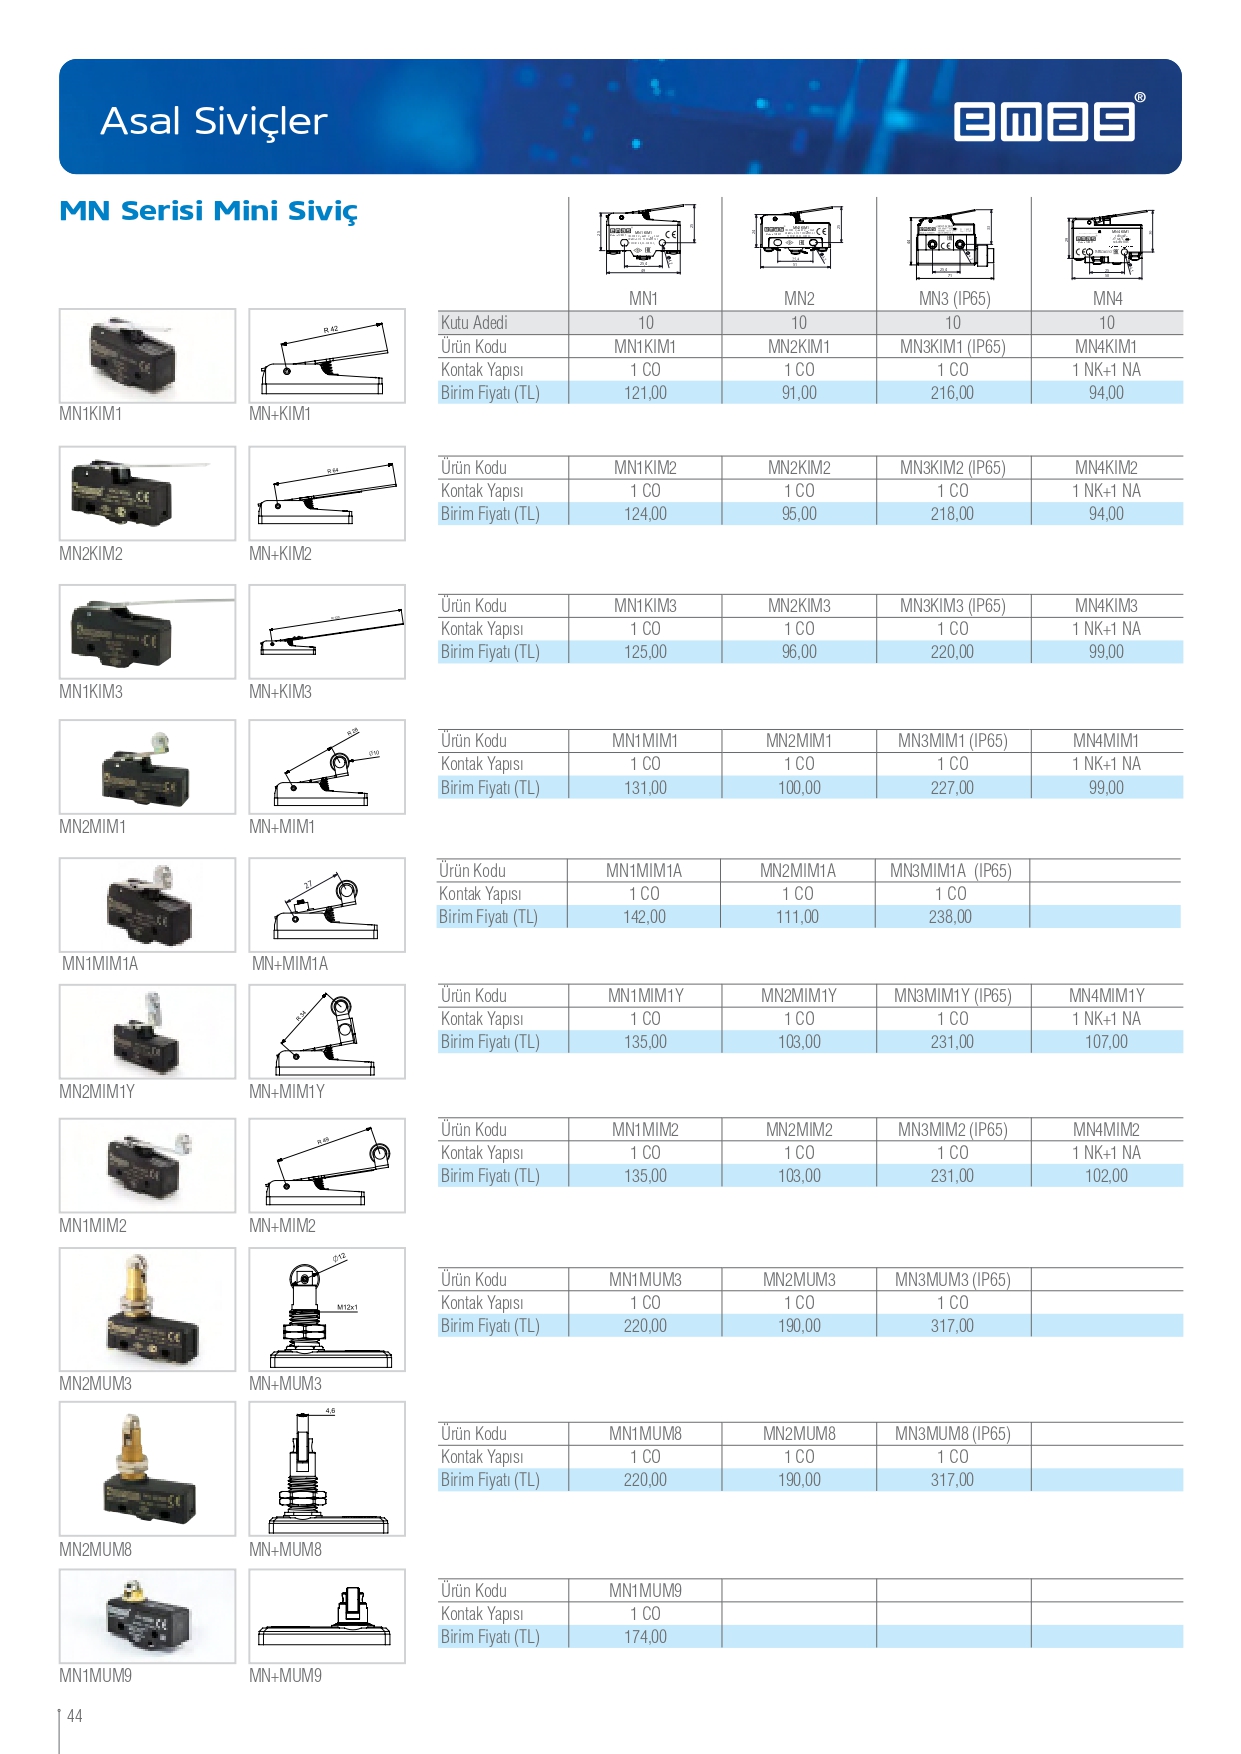 Asal Siviçler
emas®
MN Serisi Mini Siviç
MN1 MN2 MN3 (IP65) MN4
Kutu Adedi 10 10 10 10
Ürün Kodu MN1KIM1 MN2KIM1 MN3KIM1 (IP65) MN4KIM1
Kontak Yapısı 1 CO 1 CO 1 CO 1 NK+1 NA
Birim Fiyatı (TL) 121,00 91,00 216,00 94,00
R 42
MN1KIM1 MN+KIM1
Ürün Kodu MN1KIM2 MN2KIM2 MN3KIM2 (IP65) MN4KIM2
Kontak Yapısı 1 CO 1 CO 1 CO 1 NK+1 NA
Birim Fiyatı (TL) 124,00 95,00 218,00 94,00
R 64
MN2KIM2 MN+KIM2
Ürün Kodu MN1KIM3 MN2KIM3 MN3KIM3 (IP65) MN4KIM3
Kontak Yapısı 1 CO 1 CO 1 CO 1 NK+1 NA
Birim Fiyatı (TL) 125,00 96,00 220,00 99,00
MN1KIM3 MN+KIM3
Ürün Kodu MN1MIM1 MN2MIM1 MN3MIM1 (IP65) MN4MIM1
Kontak Yapısı 1 CO 1 CO 1 CO 1 NK+1 NA
Birim Fiyatı (TL) 131,00 100,00 227,00 99,00
Ø10
MN2MIM1 MN+MIM1
Ürün Kodu MN1MIM1A MN2MIM1A MN3MIM1A (IP65)
Kontak Yapısı 1 CO 1 CO 1 CO
Birim Fiyatı (TL) 142,00 111,00 238,00
27
MN1MIM1A MN+MIM1A
Ürün Kodu MN1MIM1Y MN2MIM1Y MN3MIM1Y (IP65) MN4MIM1Y
Kontak Yapısı 1 CO 1 CO 1 CO 1 NK+1 NA
Birim Fiyatı (TL) 135,00 103,00 231,00 107,00
R 34
MN2MIM1Y MN+MIM1Y
Ürün Kodu MN1MIM2 MN2MIM2 MN3MIM2 (IP65) MN4MIM2
Kontak Yapısı 1 CO 1 CO 1 CO 1 NK+1 NA
Birim Fiyatı (TL) 135,00 103,00 231,00 102,00
MN1MIM2 MN+MIM2
Ø12
Ürün Kodu MN1MUM3 MN2MUM3 MN3MUM3 (IP65)
Kontak Yapısı 1 CO 1 CO 1 CO
M12x1
Birim Fiyatı (TL) 220,00 190,00 317,00
MN2MUM3 MN+MUM3
4,6
Ürün Kodu MN1MUM8 MN2MUM8 MN3MUM8 (IP65)
Kontak Yapısı 1 CO 1 CO 1 CO
Birim Fiyatı (TL) 220,00 190,00 317,00
MN2MUM8 MN+MUM8
Ürün Kodu MN1MUM9
Kontak Yapısı 1 CO
Birim Fiyatı (TL) 174,00
MN1MUM9 MN+MUM9
44